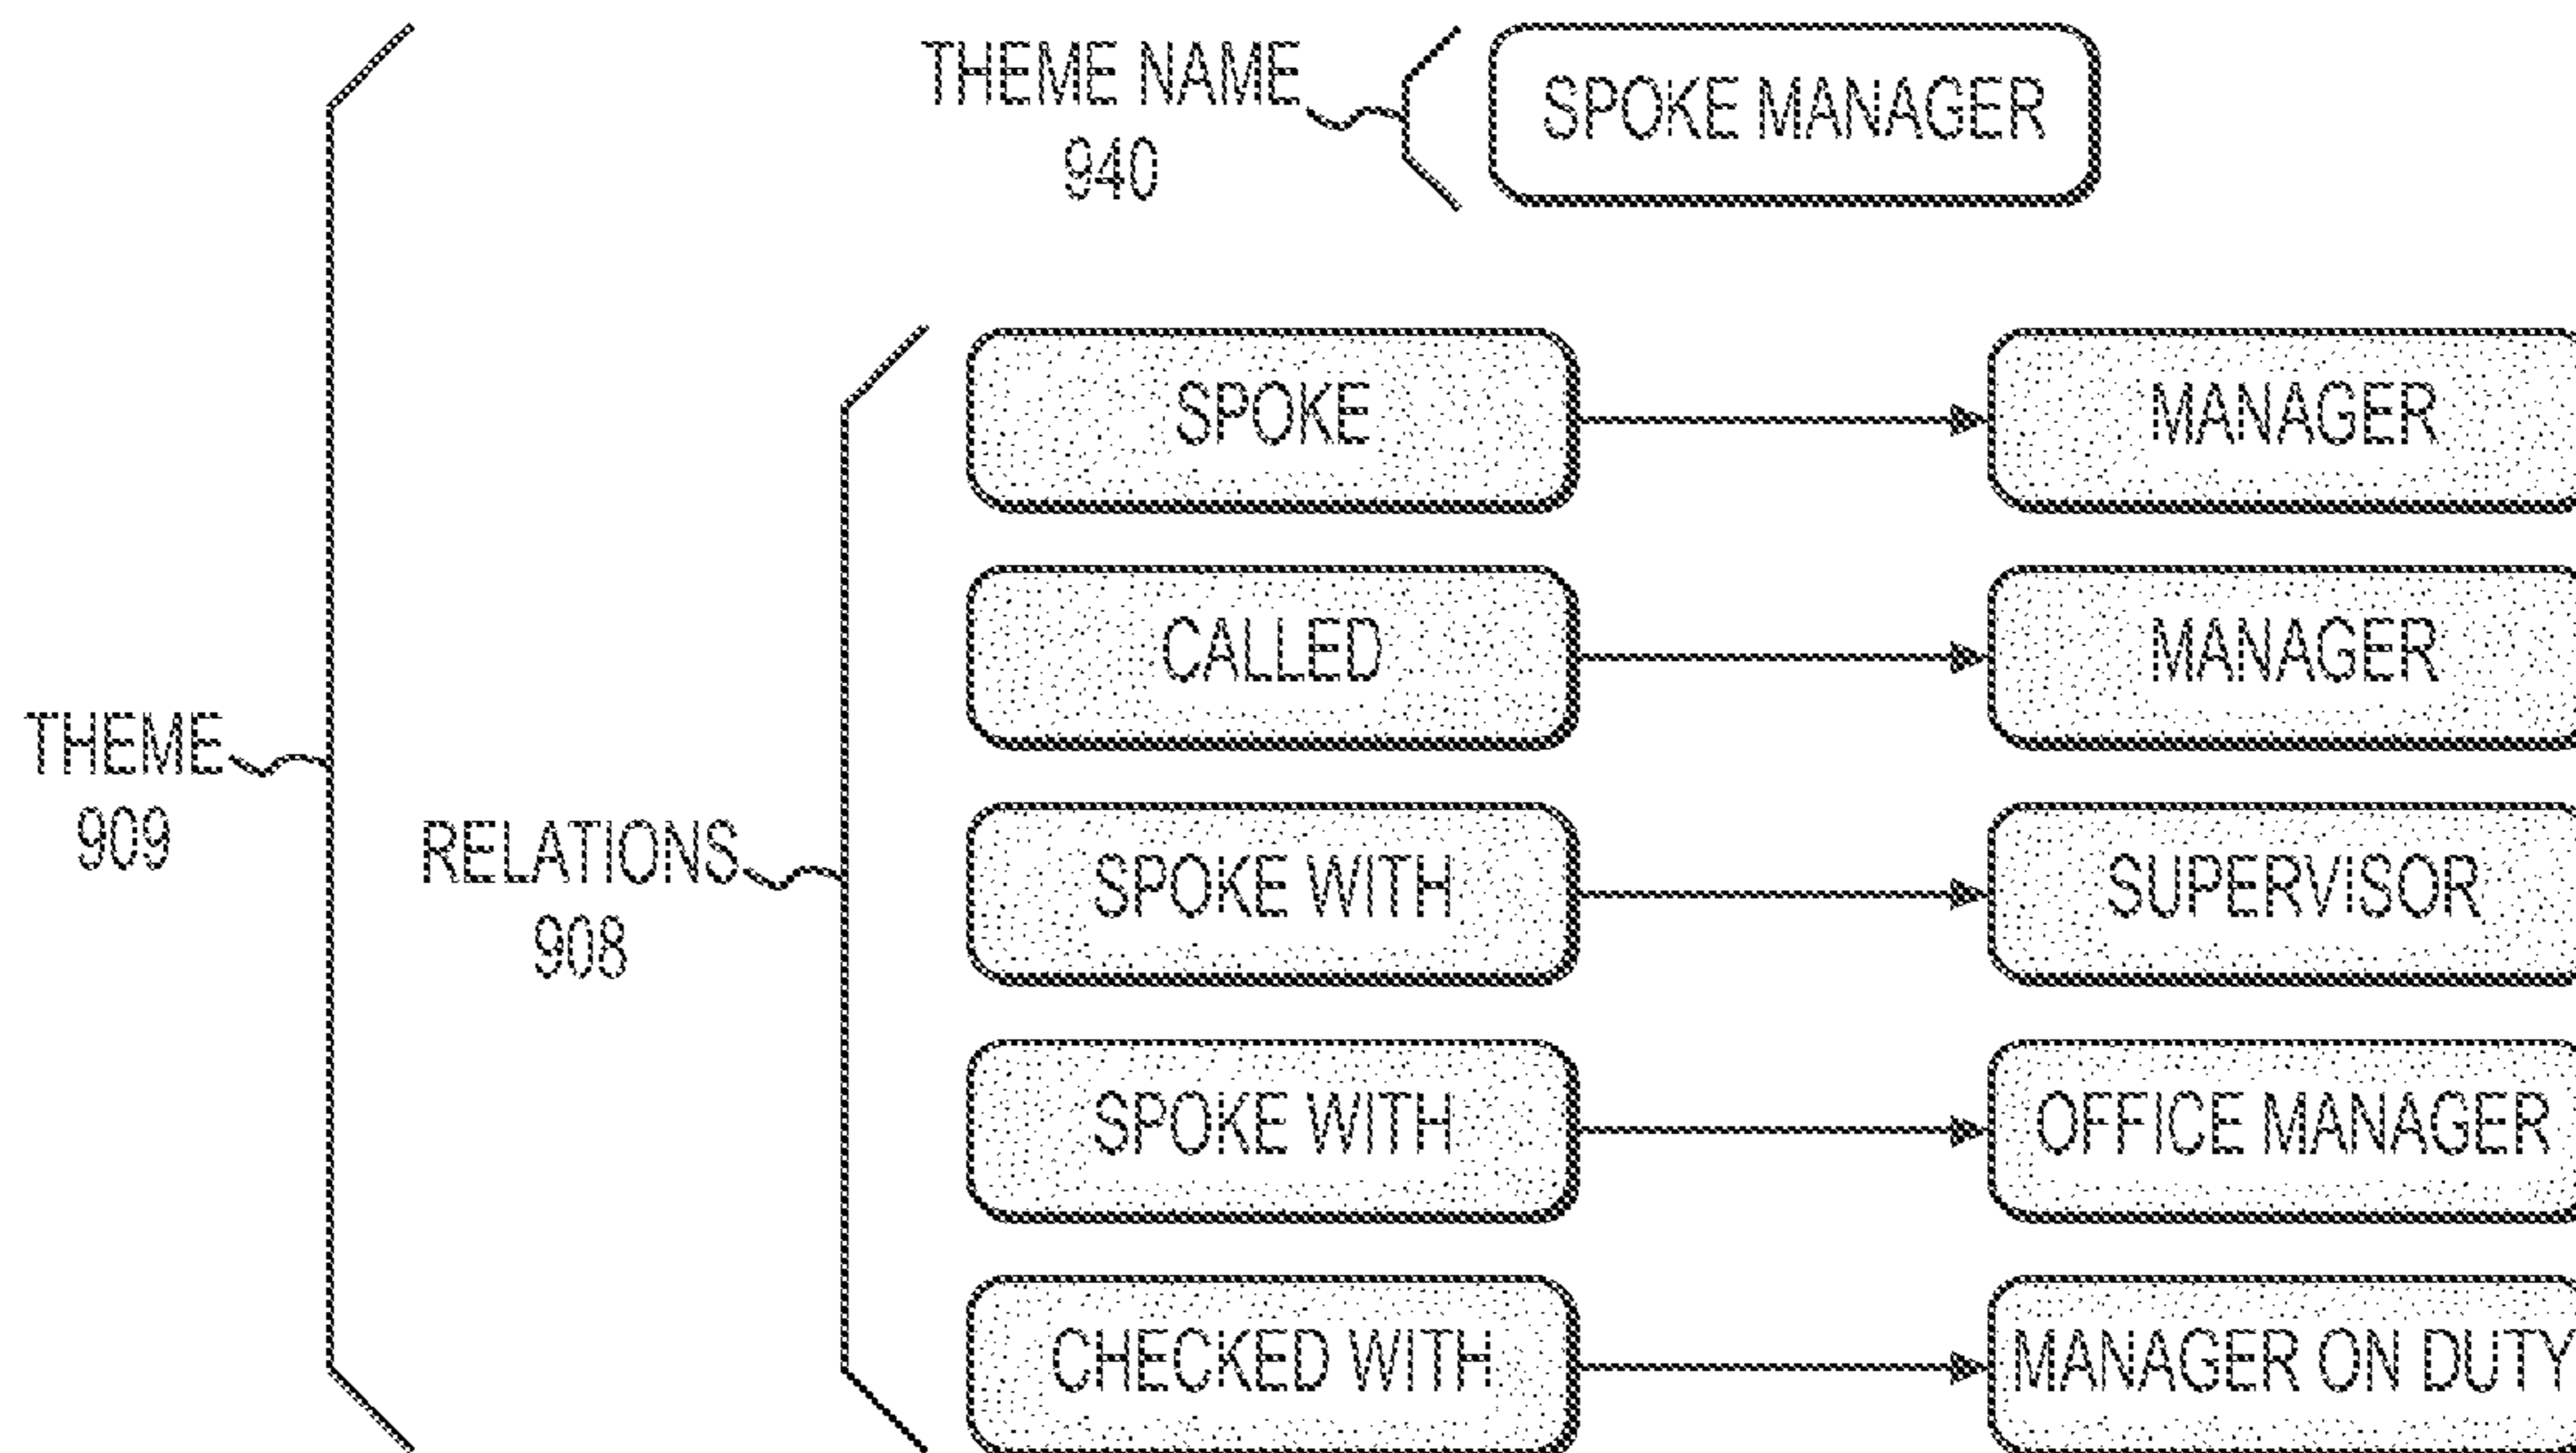 THEME NAME
940
SPOKE MANAGER
THEME
909
RELATIONS
908
SPOKE
MANAGER
CALLED
MANAGER
SPOKE WITH
SUPERVISOR
SPOKE WITH
OFFICE MANAGER
CHECKED WITH
MANAGER ON DUTY